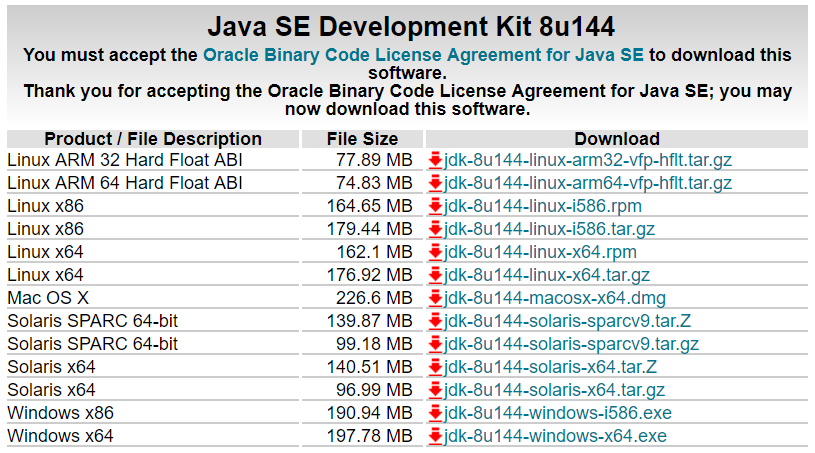 Java SE Development Kit 8u144
You must accept the Oracle Binary Code License Agreement for Java SE to download this
software.
Thank you for accepting the Oracle Binary Code License Agreement for Java SE; you may
now download this software.
Product / File Description File Size Download
Linux ARM 32 Hard Float ABI 77.89 MB jdk-8u144-linux-arm32-vfp-hflt.tar.gz
Linux ARM 64 Hard Float ABI 74.83 MB jdk-8u144-linux-arm64-vfp-hflt.tar.gz
Linux x86 164.65 MB jdk-8u144-linux-i586.rpm
Linux x86 179.44 MB jdk-8u144-linux-i586.tar.gz
Linux x64 162.1 MB jdk-8u144-linux-x64.rpm
Linux x64 176.92 MB jdk-8u144-linux-x64.tar.gz
Mac OS X 226.6 MB jdk-8u144-macosx-x64.dmg
Solaris SPARC 64-bit 139.87 MB jdk-8u144-solaris-sparcv9.tar.Z
Solaris SPARC 64-bit 99.18 MB jdk-8u144-solaris-sparcv9.tar.gz
Solaris x64 140.51 MB jdk-8u144-solaris-x64.tar.Z
Solaris x64 96.99 MB jdk-8u144-solaris-x64.tar.gz
Windows x86 190.94 MB jdk-8u144-windows-i586.exe
Windows x64 197.78 MB jdk-8u144-windows-x64.exe